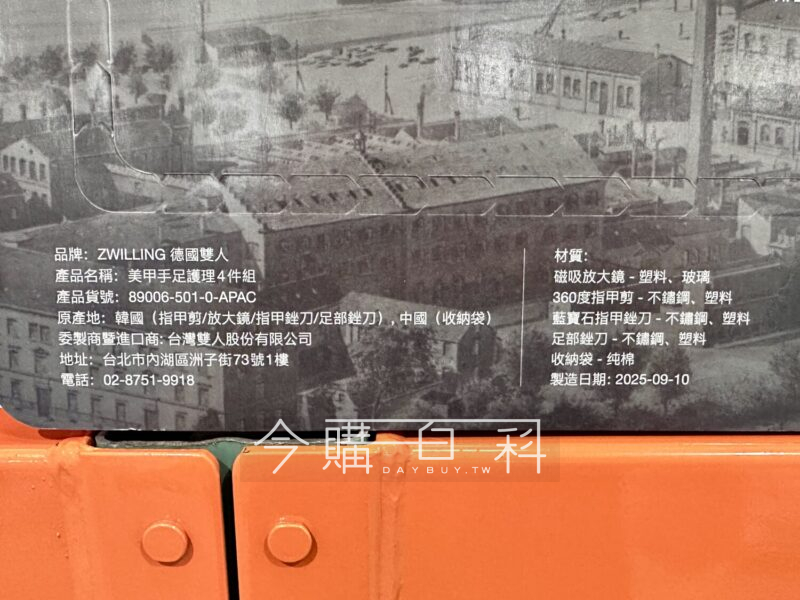 品牌：ZWILLING 德國雙人
產品名稱：美甲手足護理4件組
產品貨號：89006-501-0-APAC
原產地：韓國（指甲剪/放大鏡/指甲銼刀/足部銼刀）, 中國（收納袋）
委製商暨進口商: 台灣雙人股份有限公司
地址：台北市內湖區洲子街73號1樓
電話：02-8751-9918
材質：
磁吸放大鏡 - 塑料、玻璃
360度指甲剪 - 不鏽鋼、塑料
藍寶石指甲銼刀 - 不鏽鋼、塑料
足部銼刀 - 不鏽鋼、塑料
收納袋 - 纯棉
製造日期: 2025-09-10
今購百科
DAYBUY.TW